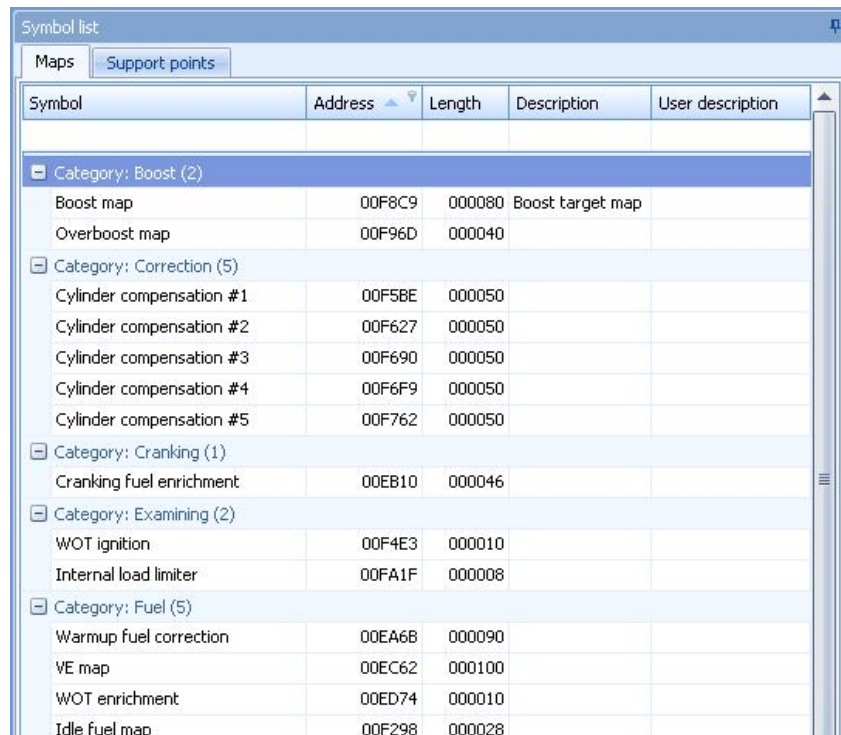 Symbol list
Maps Support points
Symbol Address Length Description User description
Category: Boost (2)
Boost map 00F8C9 000080 Boost target map
Overboost map 00F96D 000040
Category: Correction (5)
Cylinder compensation #1 00F5BE 000050
Cylinder compensation #2 00F627 000050
Cylinder compensation #3 00F690 000050
Cylinder compensation #4 00F6F9 000050
Cylinder compensation #5 00F762 000050
Category: Cranking (1)
Cranking fuel enrichment 00EB10 000046
Category: Examining (2)
WOT ignition 00F4E3 000010
Internal load limiter 00FA1F 000008
Category: Fuel (5)
Warmup fuel correction 00EA6B 000090
VE map 00EC62 000100
WOT enrichment 00ED74 000010
Idle fuel map 00F298 000028